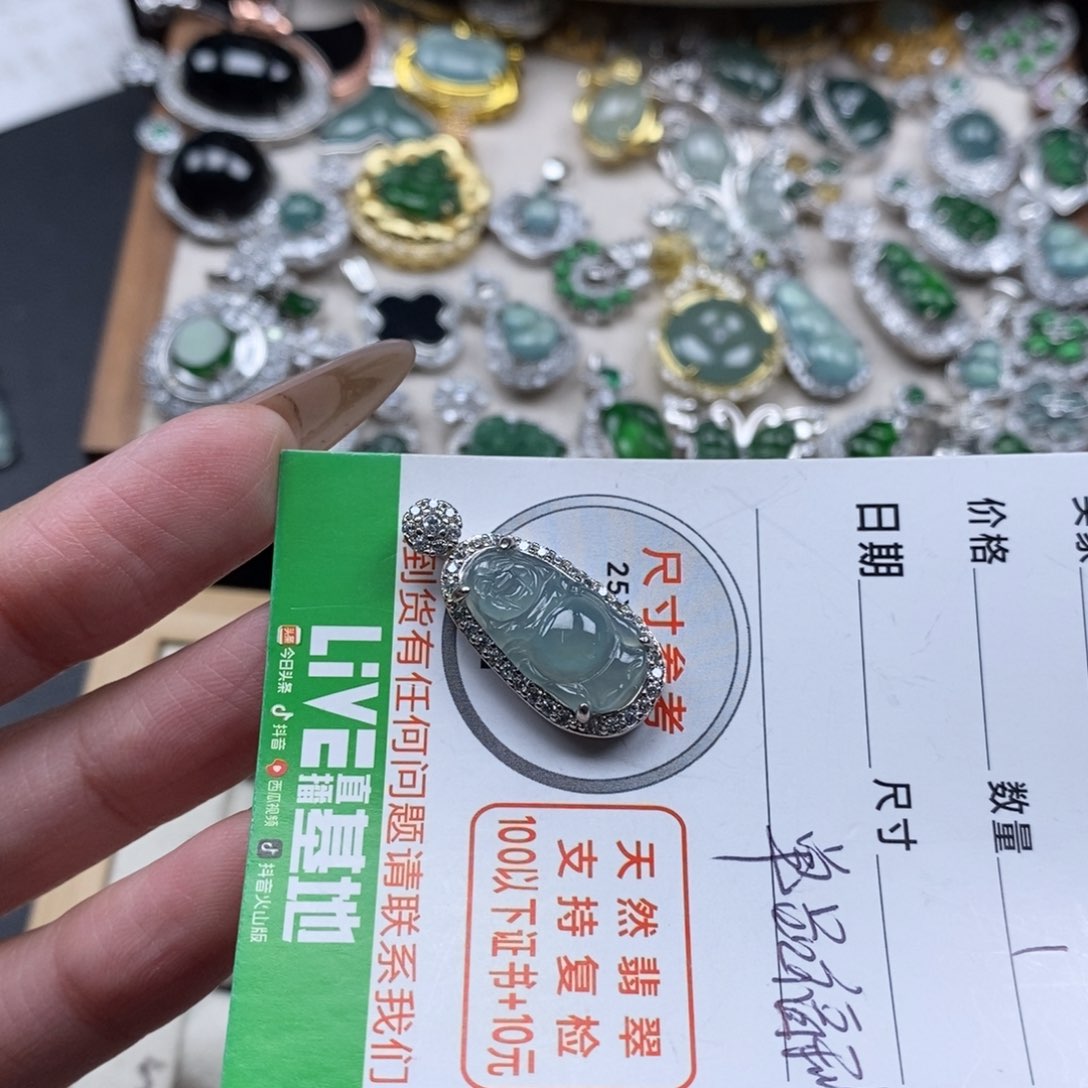 LiVE直播基地
头条 今日头条 抖音 西瓜视频 抖音火山版
到货有任何问题请联系我们
尺寸参考
25
天然翡翠
支持复检
100以下证书+10元
日期
尺寸
价格
数量
1